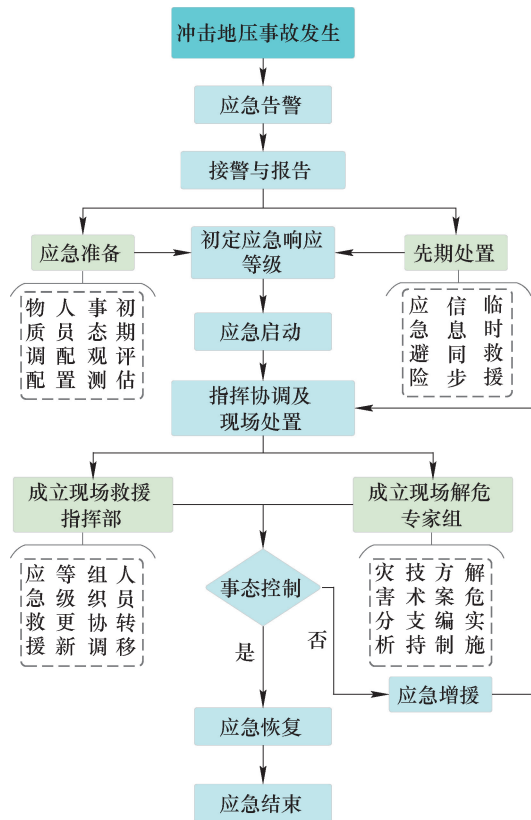 冲击地压事故发生
应急告警
接警与报告
应急准备
初定应急响应
等级
先期处置
物质调配
人员配置
事态观测
初期评估
应急避险
信息同步
临时救援
应急启动
指挥协调及
现场处置
成立现场救援
指挥部
成立现场解危
专家组
应急救援
等级更新
组织协调
人员转移
事态控制
灾害分析
技术支持
方案编制
解危实施
是
否
应急增援
应急恢复
应急结束